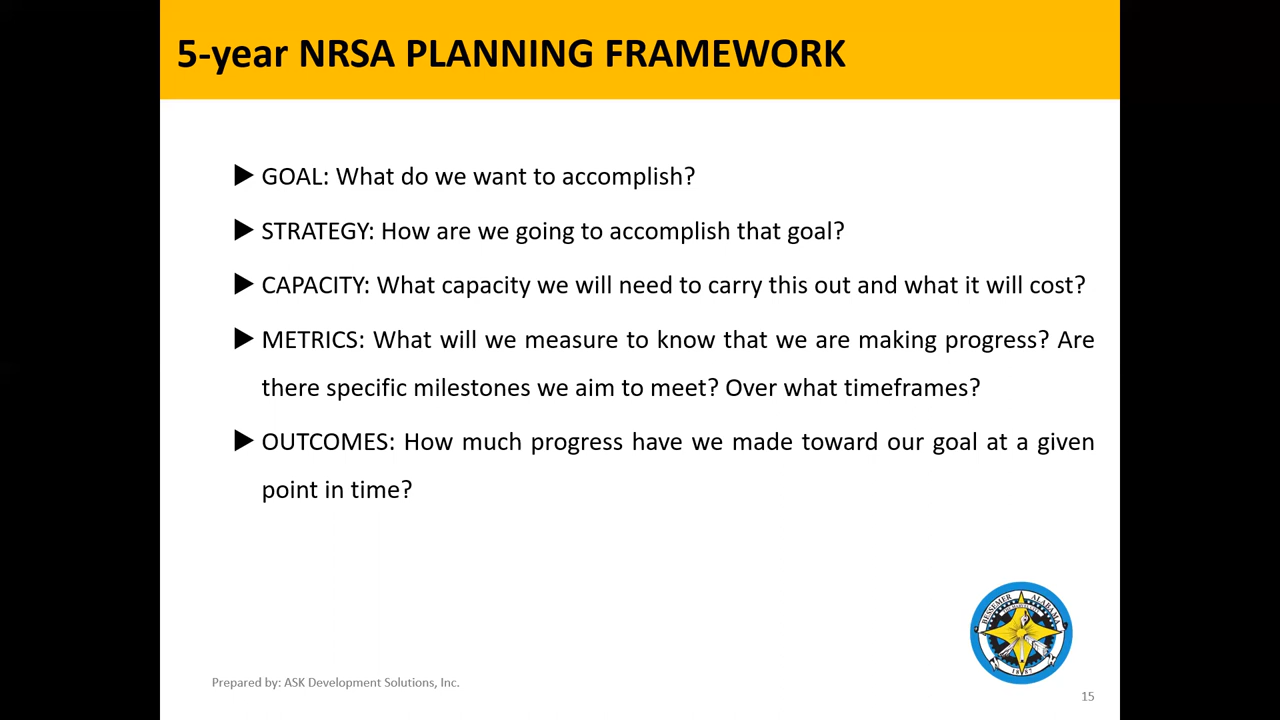 5-year NRSA PLANNING FRAMEWORK
▶ GOAL: What do we want to accomplish?
▶ STRATEGY: How are we going to accomplish that goal?
▶ CAPACITY: What capacity we will need to carry this out and what it will cost?
▶ METRICS: What will we measure to know that we are making progress? Are
there specific milestones we aim to meet? Over what timeframes?
▶ OUTCOMES: How much progress have we made toward our goal at a given
point in time?
BESSEMER ALABAMA
1887
Prepared by: ASK Development Solutions, Inc.
15